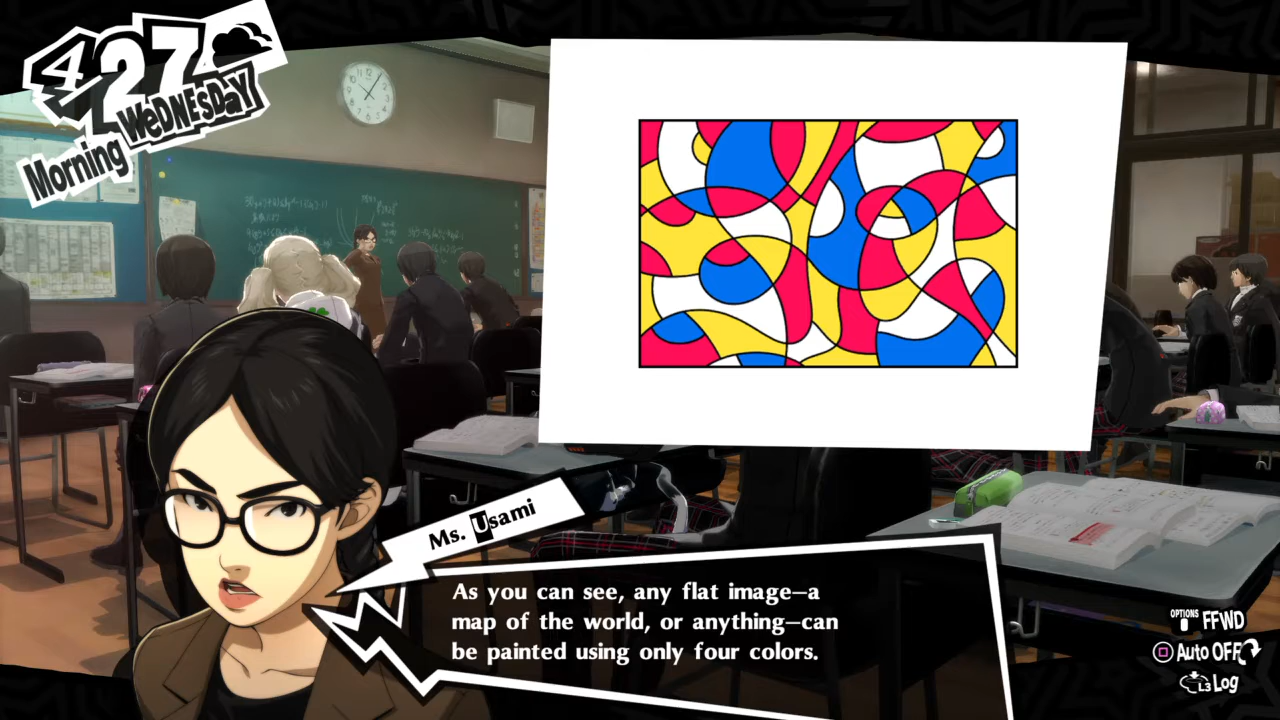 4 27
WeDNeSDaY
Morning
Ms. Usami
As you can see, any flat image—a
map of the world, or anything—can
be painted using only four colors.
OPTIONS FFWD
Auto OFF
L3 Log